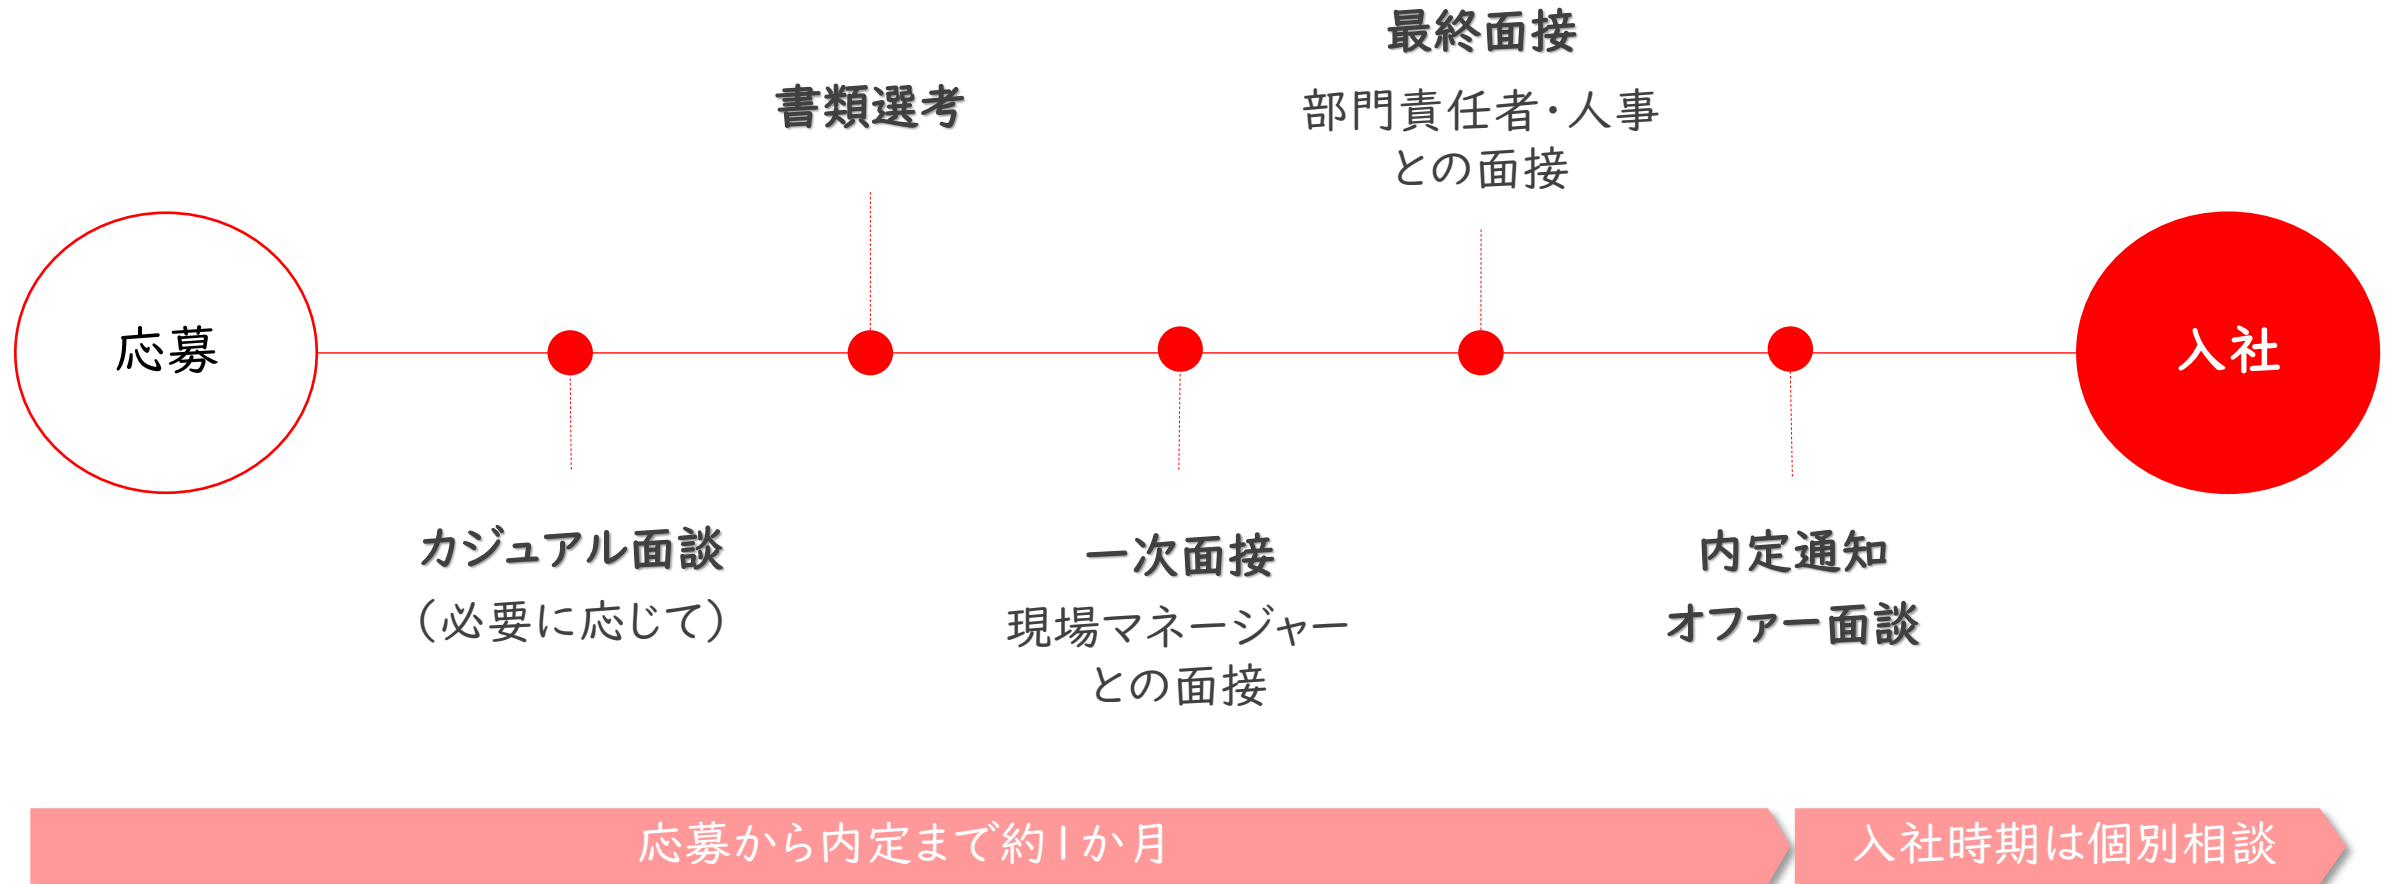 応募
カジュアル面談
（必要に応じて）
書類選考
一次面接
現場マネージャー
との面接
最終面接
部門責任者・人事
との面接
内定通知
オファー面談
入社
応募から内定まで約1か月
入社時期は個別相談